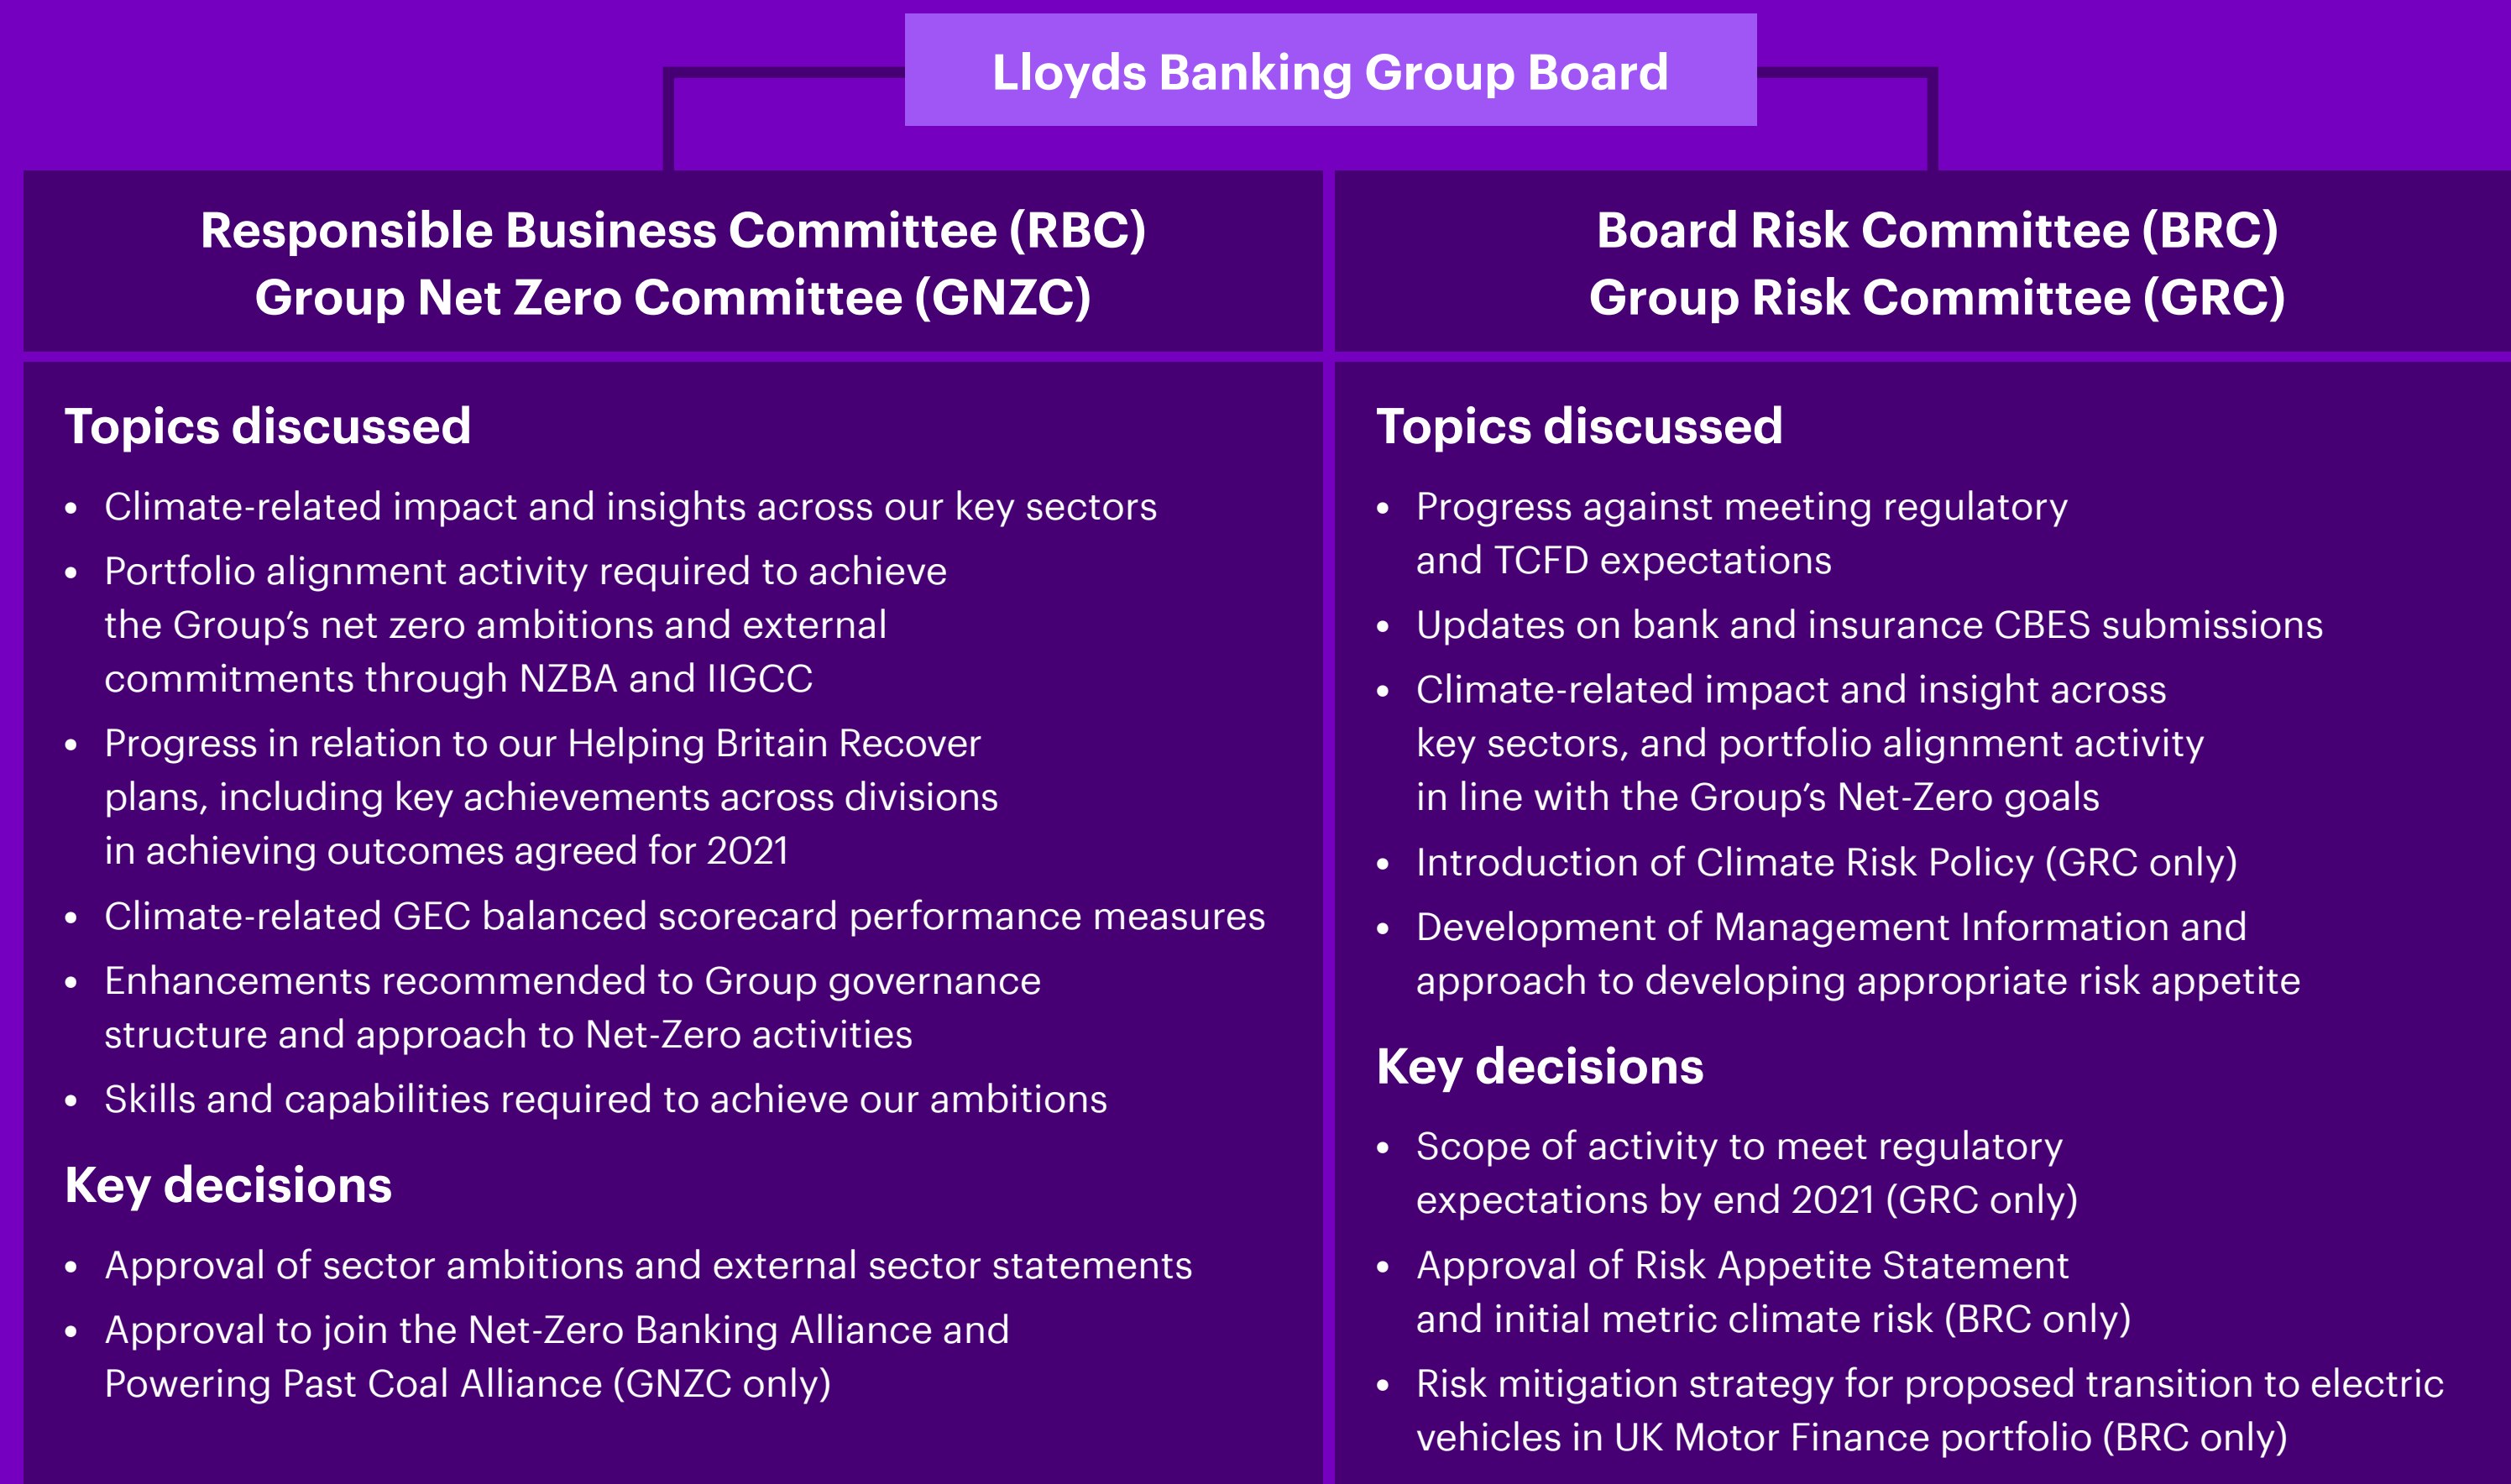 Lloyds Banking Group Board
Responsible Business Committee (RBC)
Group Net Zero Committee (GNZC)
Topics discussed
• Climate-related impact and insights across our key sectors
• Portfolio alignment activity required to achieve
the Group’s net zero ambitions and external
commitments through NZBA and IIGCC
• Progress in relation to our Helping Britain Recover
plans, including key achievements across divisions
in achieving outcomes agreed for 2021
• Climate-related GEC balanced scorecard performance measures
• Enhancements recommended to Group governance
structure and approach to Net-Zero activities
• Skills and capabilities required to achieve our ambitions
Key decisions
• Approval of sector ambitions and external sector statements
• Approval to join the Net-Zero Banking Alliance and
Powering Past Coal Alliance (GNZC only)
Board Risk Committee (BRC)
Group Risk Committee (GRC)
Topics discussed
• Progress against meeting regulatory
and TCFD expectations
• Updates on bank and insurance CBES submissions
• Climate-related impact and insight across
key sectors, and portfolio alignment activity
in line with the Group’s Net-Zero goals
• Introduction of Climate Risk Policy (GRC only)
• Development of Management Information and
approach to developing appropriate risk appetite
Key decisions
• Scope of activity to meet regulatory
expectations by end 2021 (GRC only)
• Approval of Risk Appetite Statement
and initial metric climate risk (BRC only)
• Risk mitigation strategy for proposed transition to electric
vehicles in UK Motor Finance portfolio (BRC only)